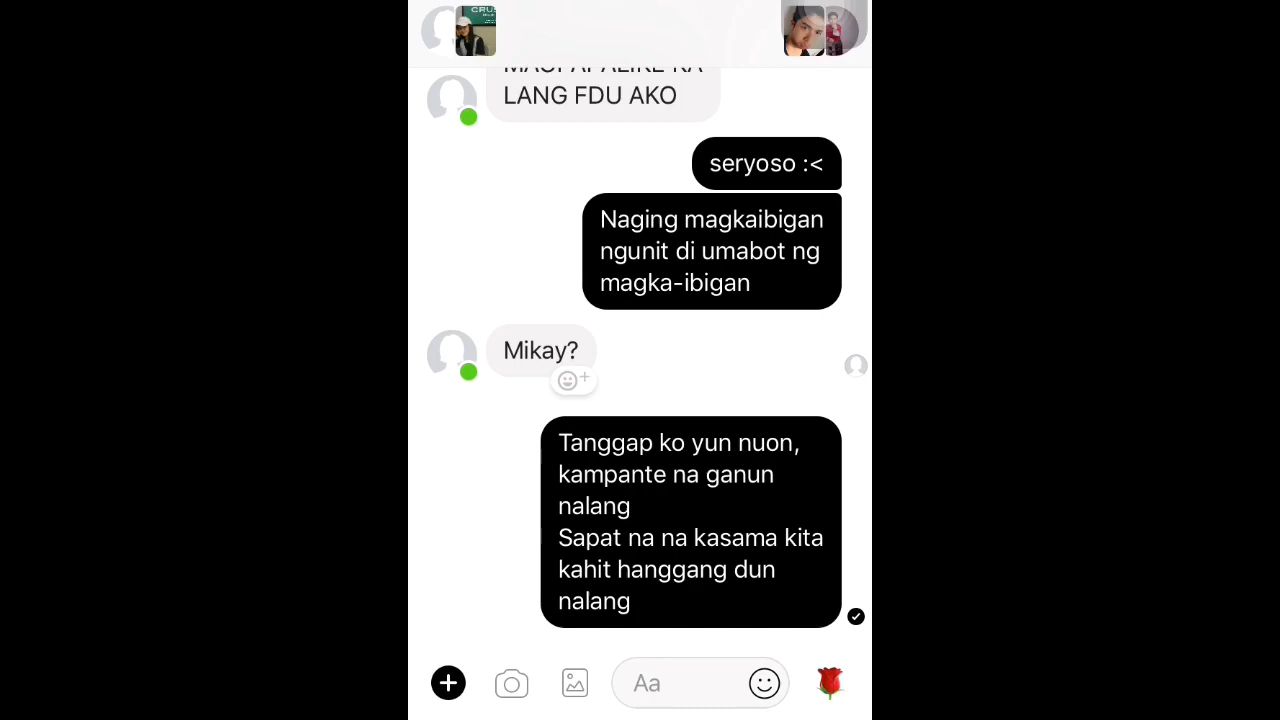 CRUS
LANG FDU AKO
seryoso :<
Naging magkaibigan
ngunit di umabot ng
magka-ibigan
Mikay?
Tanggap ko yun nuon,
kampante na ganun
nalang
Sapat na na kasama kita
kahit hanggang dun
nalang
Aa